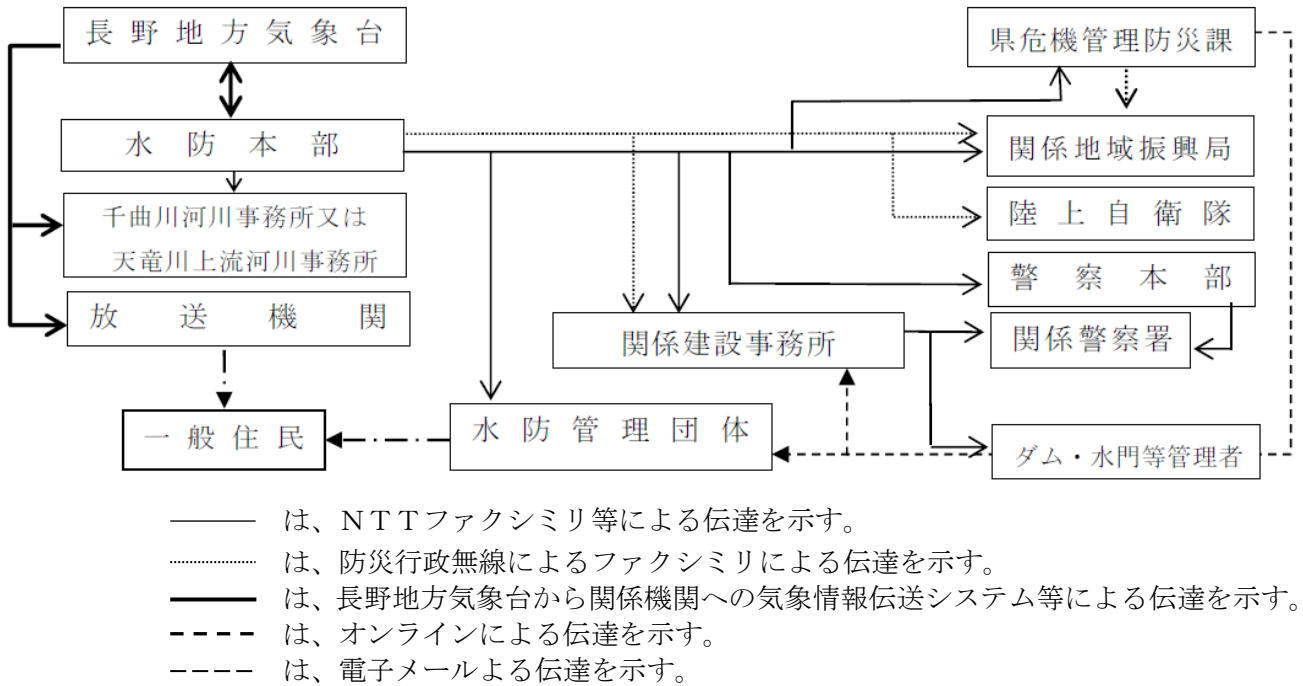 長野地方気象台
県危機管理防災課
水防本部
関係地域振興局
千曲川河川事務所又は
天竜川上流河川事務所
陸上自衛隊
警察本部
放送機関
関係建設事務所
関係警察署
一般住民
水防管理団体
ダム・水門等管理者
は、NTTファクシミリ等による伝達を示す。
は、防災行政無線によるファクシミリによる伝達を示す。
は、長野地方気象台から関係機関への気象情報伝送システム等による伝達を示す。
は、オンラインによる伝達を示す。
は、電子メールよる伝達を示す。